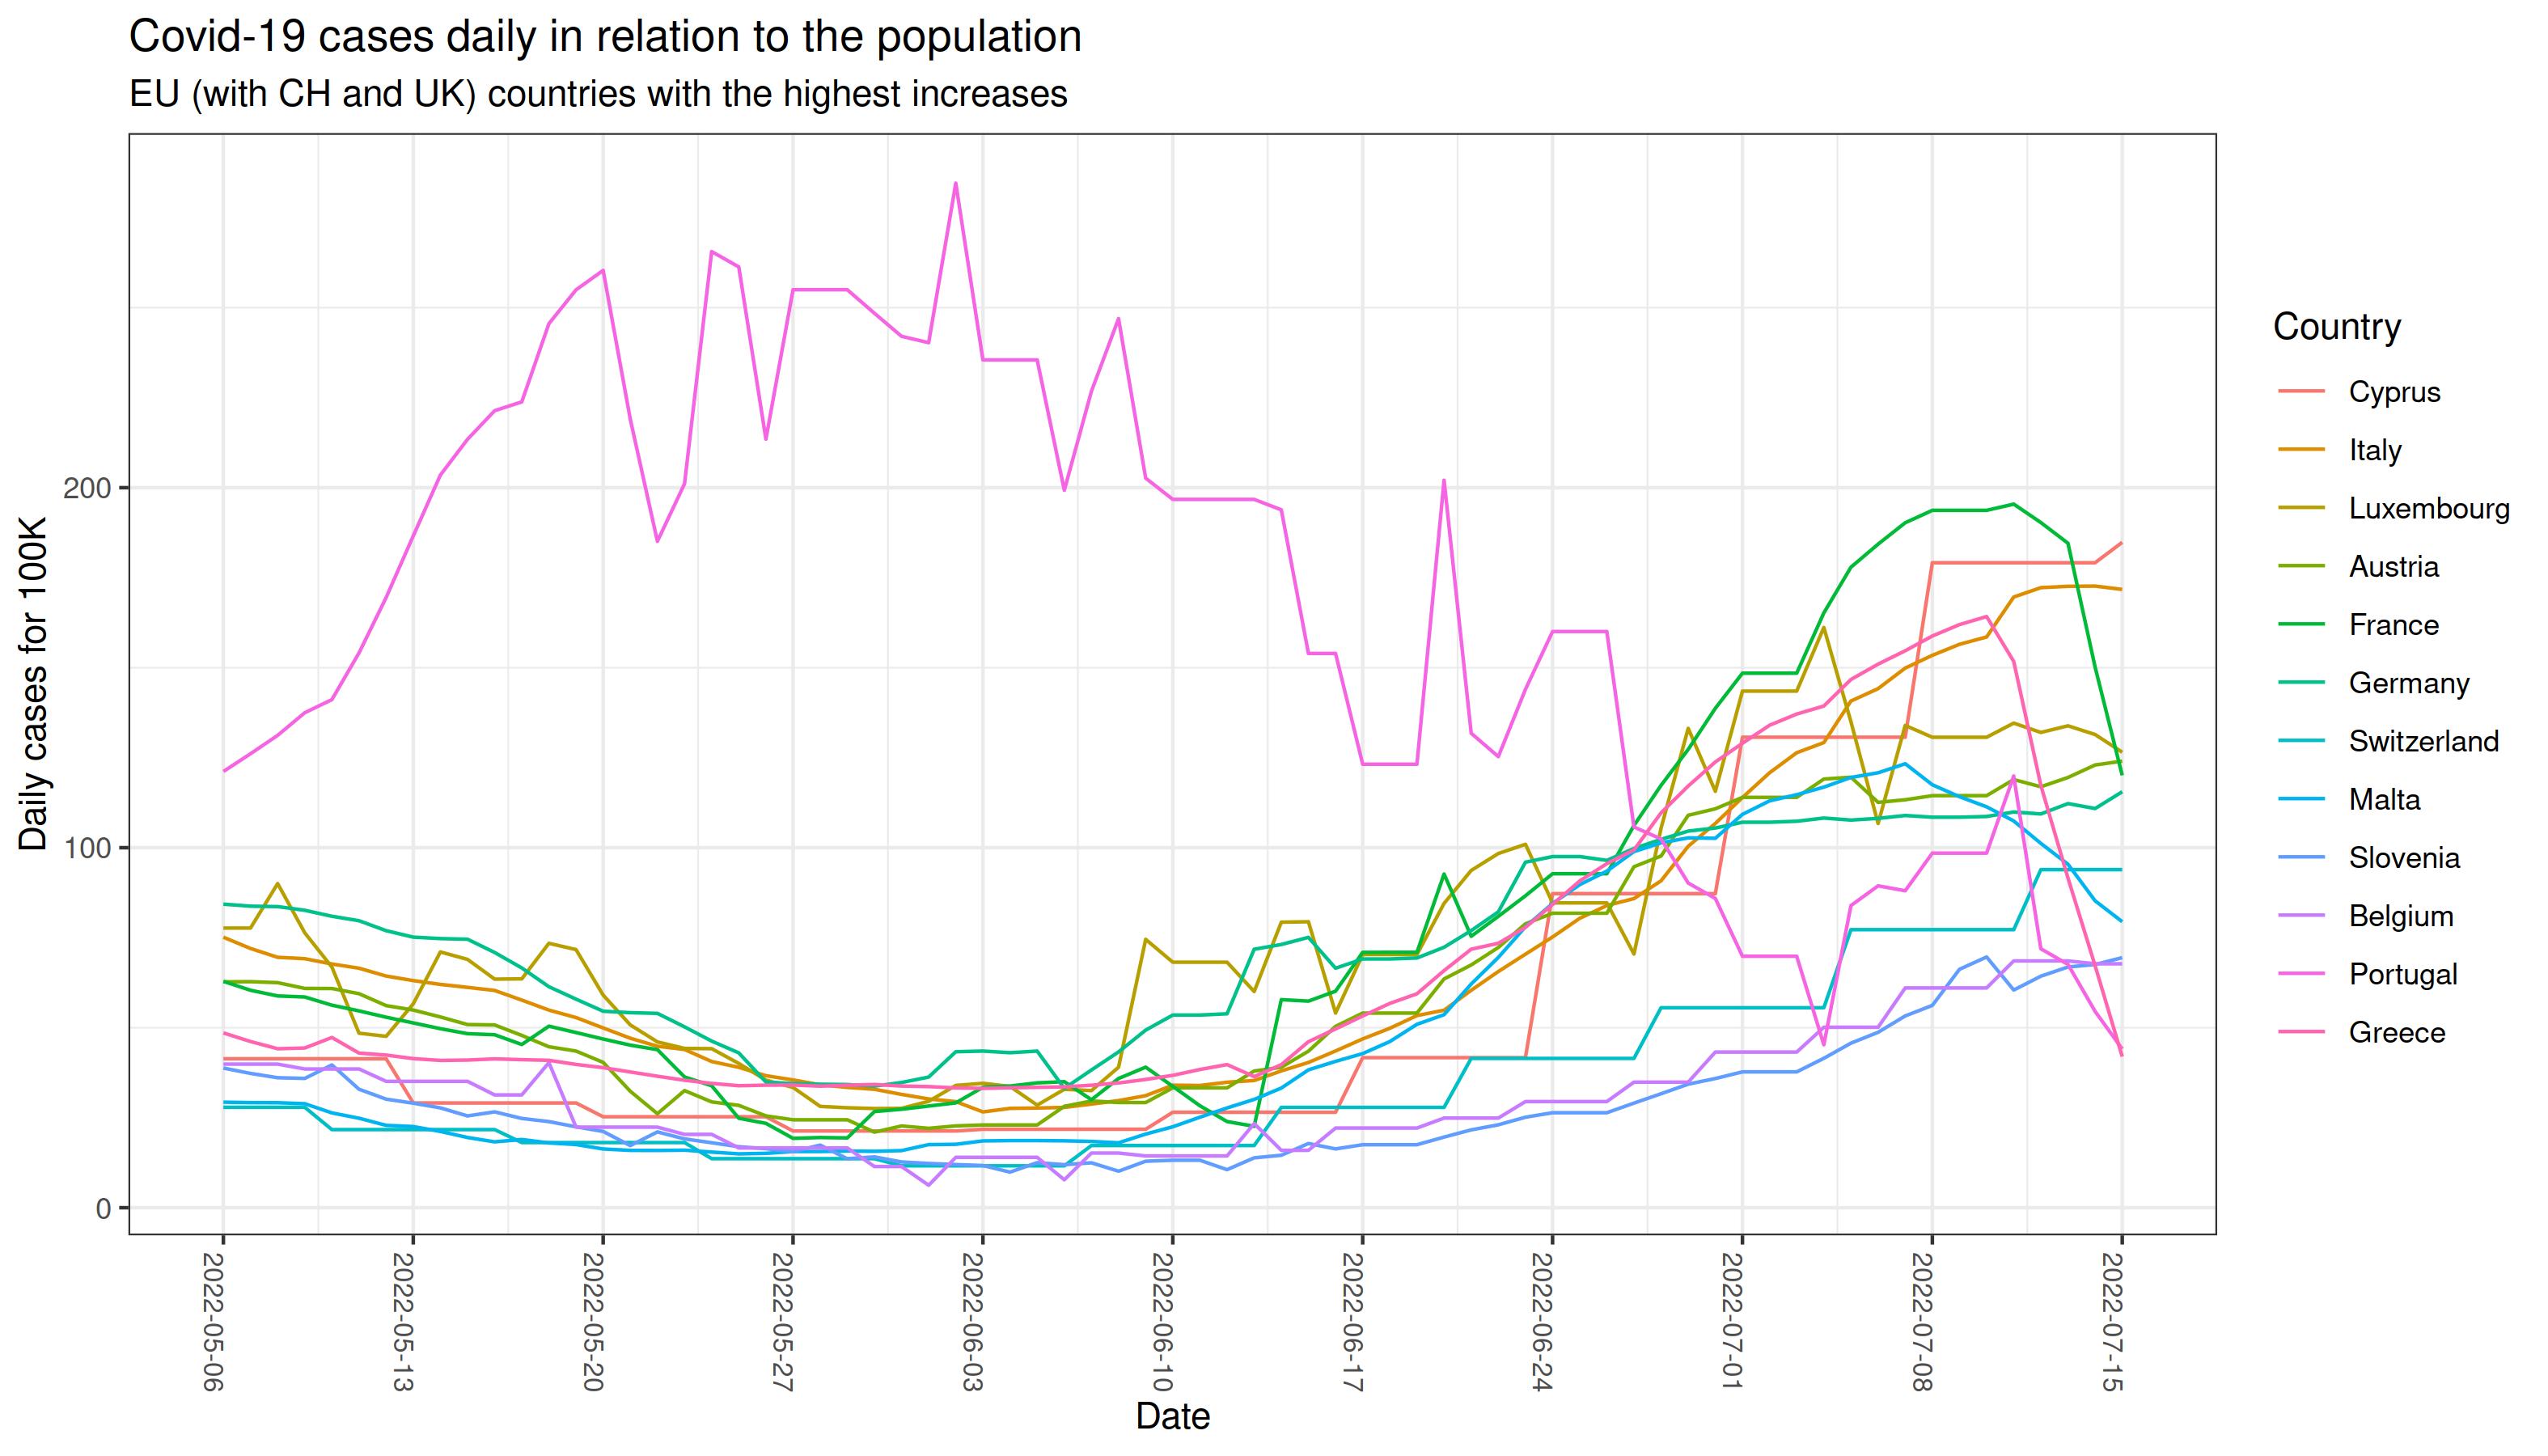 Covid-19 cases daily in relation to the population
EU (with CH and UK) countries with the highest increases
Daily cases for 100K
200
100
0
2022-05-06
2022-05-13
2022-05-20
2022-05-27
2022-06-03
2022-06-10
2022-06-17
2022-06-24
2022-07-01
2022-07-08
2022-07-15
Date
Country
Cyprus
Italy
Luxembourg
Austria
France
Germany
Switzerland
Malta
Slovenia
Belgium
Portugal
Greece